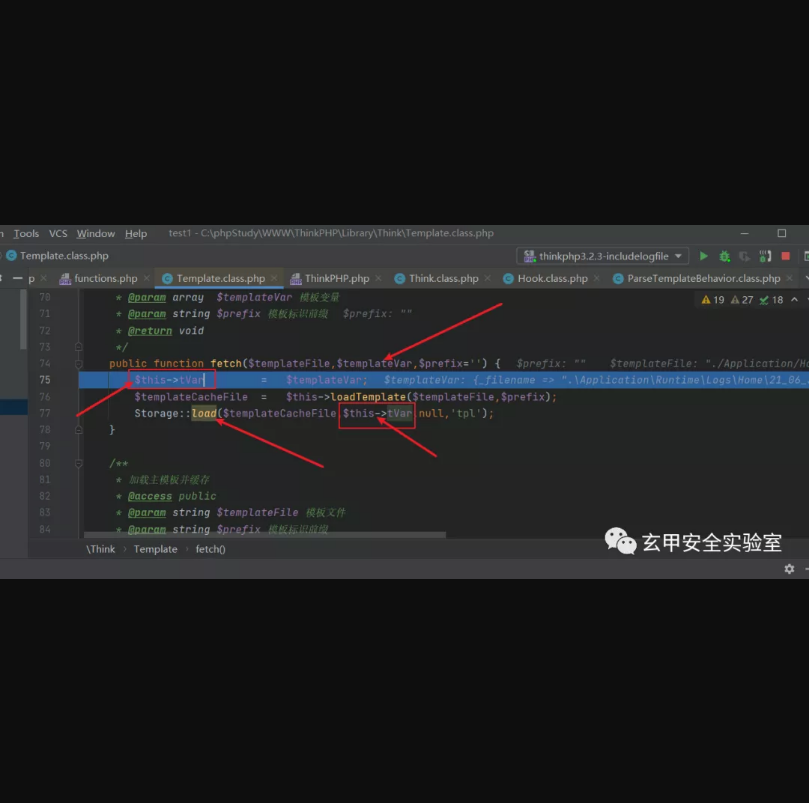 Tools VCS Window Help test1 - C:\phpStudy\WWW\ThinkPHP\Library\Think\Template.class.php
Template.class.php thinkphp3.2.3-includelogfile
functions.php Template.class.php ThinkPHP.php Think.class.php Hook.class.php ParseTemplateBehavior.class.php
70 * @param array $templateVar 模板变量 19 27 18
71 * @param string $prefix 模板标识前缀 $prefix: ""
72 * @return void
73 */
74 public function fetch($templateFile,$templateVar,$prefix='') { $prefix: "" $templateFile: "./Application/Ho
75 $this->tVar = $templateVar; $templateVar: {_filename => ".\Application\Runtime\Logs\Home\21_06_
76 $templateCacheFile = $this->loadTemplate($templateFile,$prefix);
77 Storage::load($templateCacheFile $this->tVar null,'tpl');
78 }
79
80 /**
81 * 加载主模板并缓存
82 * @access public
83 * @param string $templateFile 模板文件
84 * @param string $prefix 模板标识前缀
玄甲安全实验室
\Think › Template › fetch()